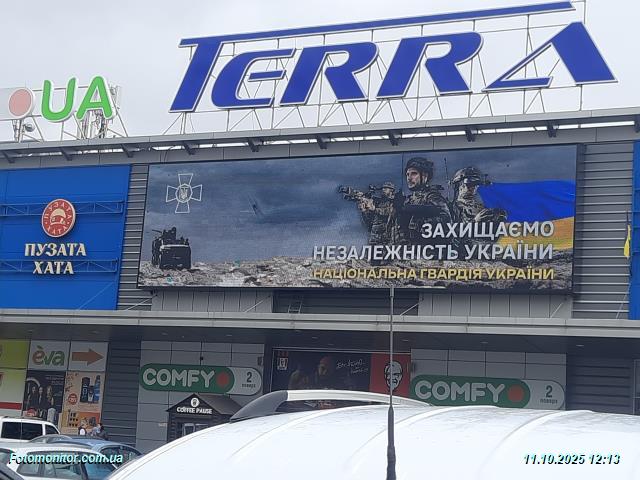 TERRA
UA
ПУЗАТА
ХАТА
ЗАХИЩАЄМО
НЕЗАЛЕЖНІСТЬ УКРАЇНИ
НАЦІОНАЛЬНА ГВАРДІЯ УКРАЇНИ
èva
COMFY
2
поверх
COFFEE PAUSE
COMFY
2
поверх
Fotomonitor.com.ua
11.10.2025 12:13